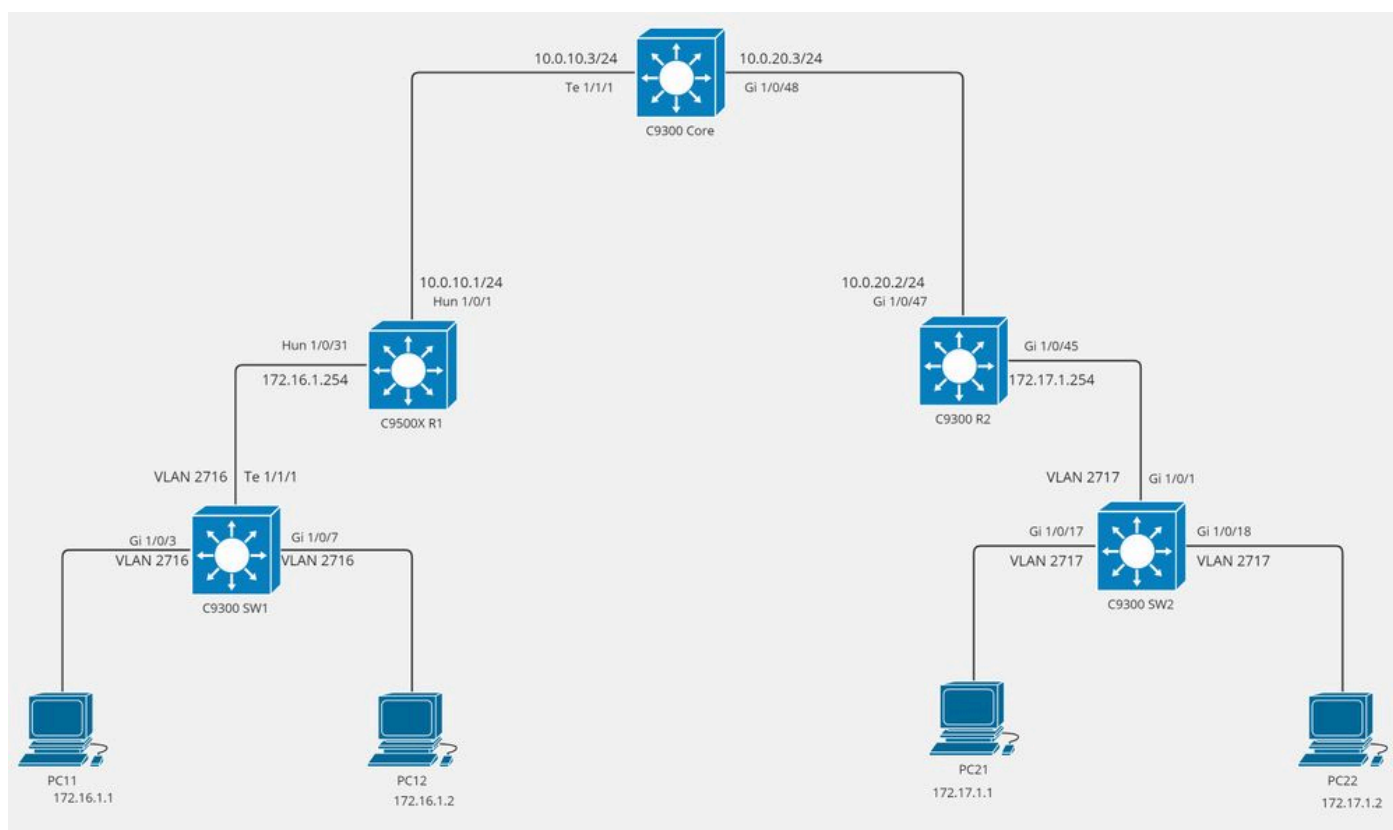 10.0.10.3/24
10.0.20.3/24
Te 1/1/1
Gi 1/0/48
C9300 Core
10.0.10.1/24
Hun 1/0/1
10.0.20.2/24
Gi 1/0/47
Hun 1/0/31
172.16.1.254
C9500X R1
Gi 1/0/45
172.17.1.254
C9300 R2
VLAN 2716
Te 1/1/1
VLAN 2717
Gi 1/0/1
Gi 1/0/3
VLAN 2716
Gi 1/0/7
VLAN 2716
C9300 SW1
Gi 1/0/17
VLAN 2717
Gi 1/0/18
VLAN 2717
C9300 SW2
PC11
172.16.1.1
PC12
172.16.1.2
PC21
172.17.1.1
PC22
172.17.1.2